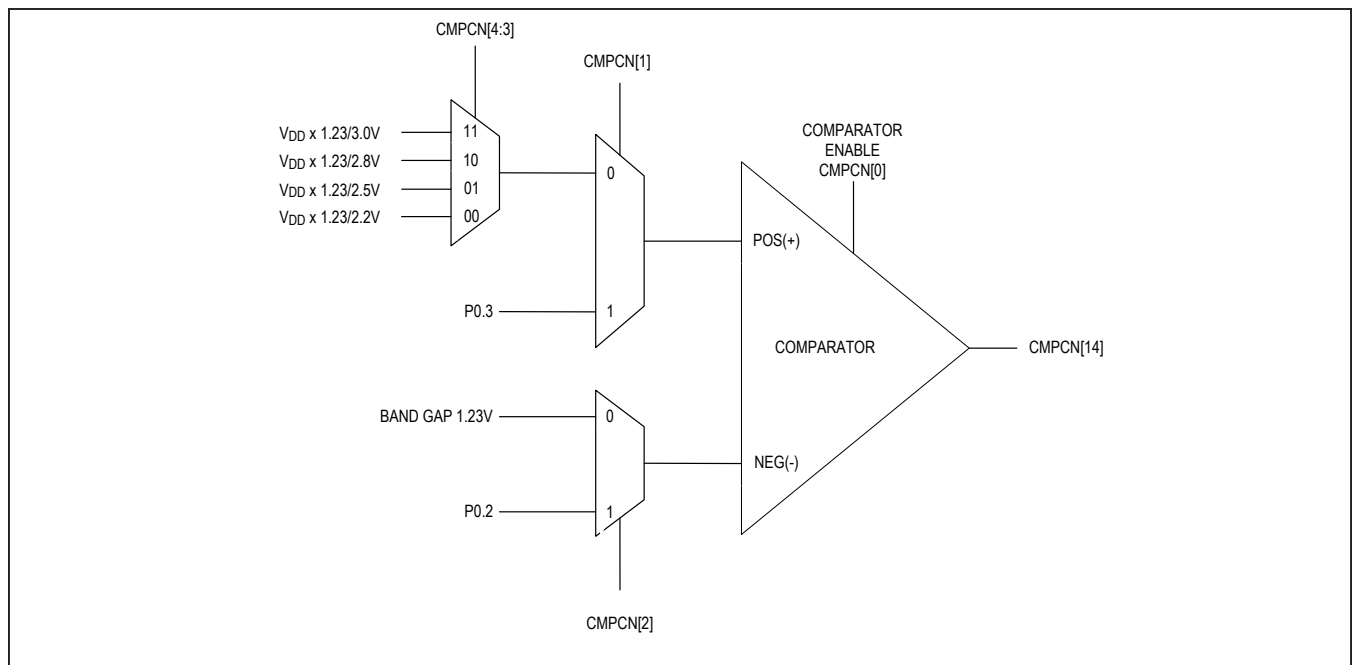 CMPCN[4:3]
CMPCN[1]
VDD x 1.23/3.0V
11
VDD x 1.23/2.8V
10
VDD x 1.23/2.5V
01
VDD x 1.23/2.2V
00
0
P0.3
1
COMPARATOR
ENABLE
CMPCN[0]
POS(+)
COMPARATOR
CMPCN[14]
BAND GAP 1.23V
0
NEG(-)
P0.2
1
CMPCN[2]